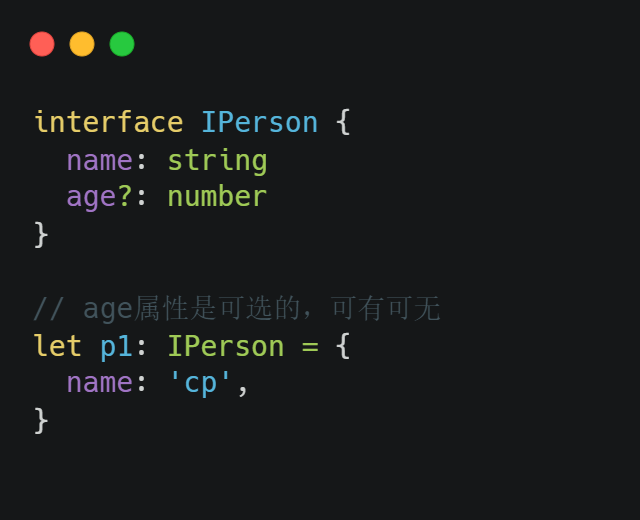 interface IPerson {
  name: string
  age?: number
}
// age属性是可选的，可有可无
let p1: IPerson = {
  name: 'cp',
}